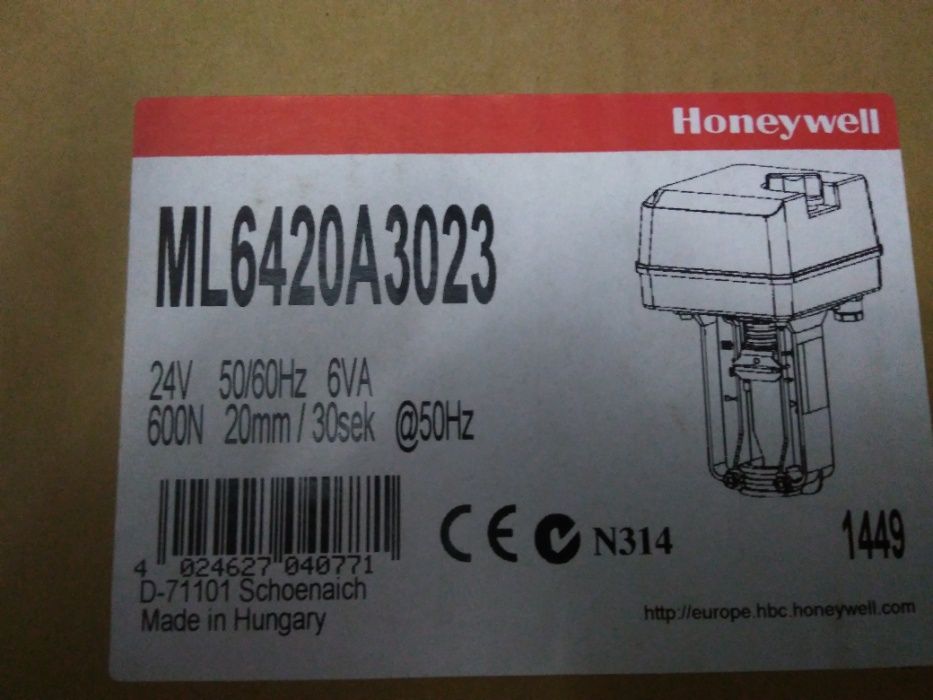 Honeywell
ML6420A3023
24V 50/60Hz 6VA
600N 20mm / 30sek @50Hz
4 024627 040771
CE N314
1449
D-71101 Schoenaich
Made in Hungary
http://europe.hbc.honeywell.com